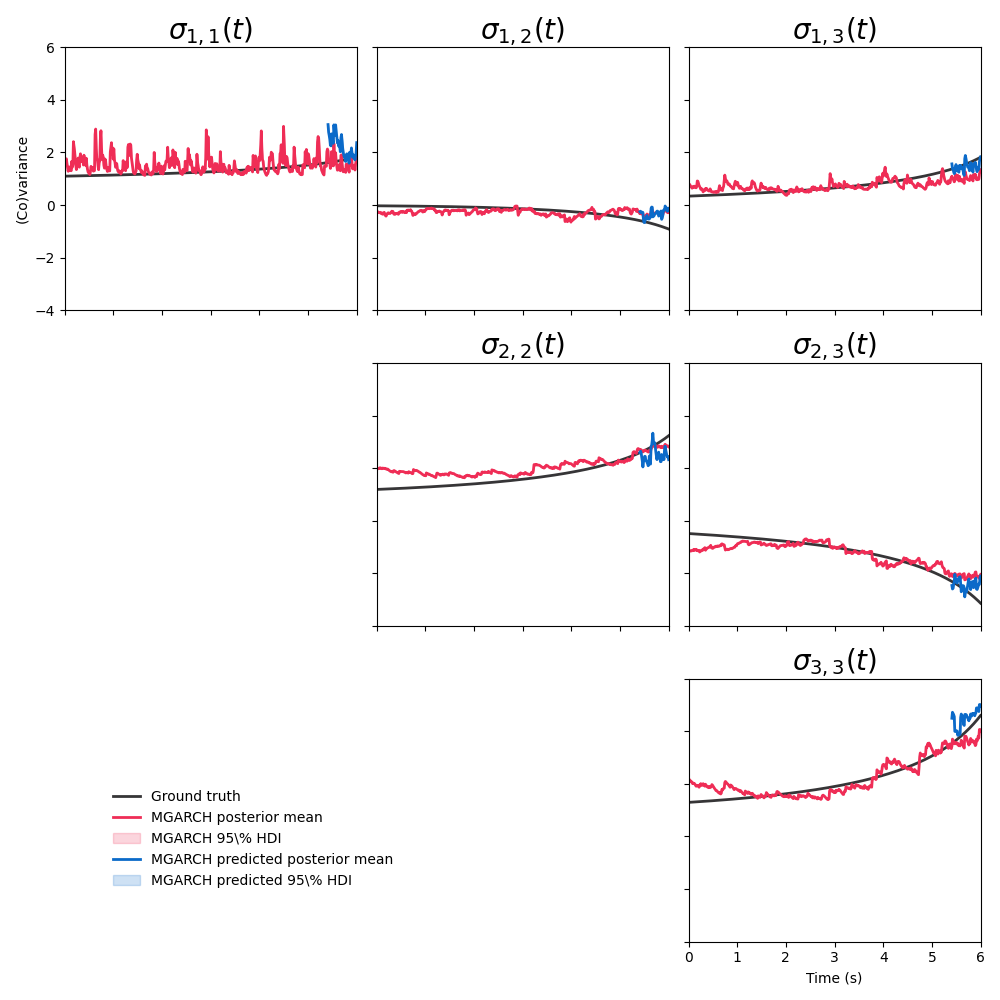 σ1,1(t)
σ1,2(t)
σ1,3(t)
6
4
2
0
−2
−4
(Co)variance
σ2,2(t)
σ2,3(t)
σ3,3(t)
Ground truth
MGARCH posterior mean
MGARCH 95\% HDI
MGARCH predicted posterior mean
MGARCH predicted 95\% HDI
0 1 2 3 4 5 6
Time (s)